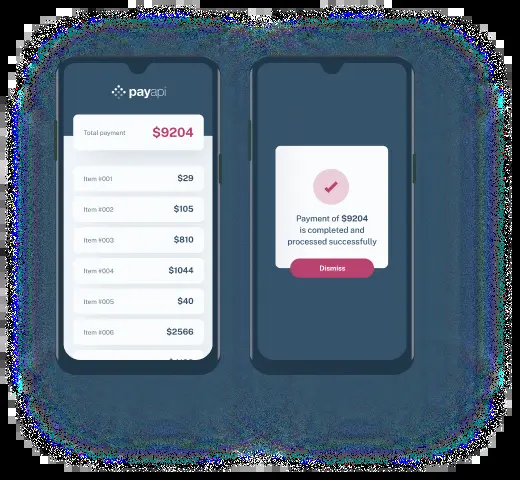 payapi
Total payment $9204
Item #001 $29
Item #002 $105
Item #003 $810
Item #004 $1044
Item #005 $40
Item #006 $2566
Payment of $9204
is completed and
processed successfully
Dismiss